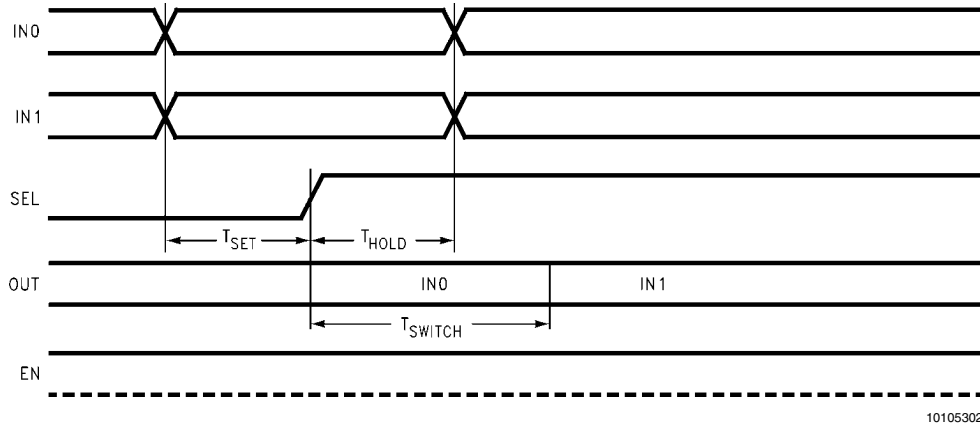 IN0
IN1
SEL
TSET
THOLD
OUT
IN0
IN1
TSWITCH
EN
10105302